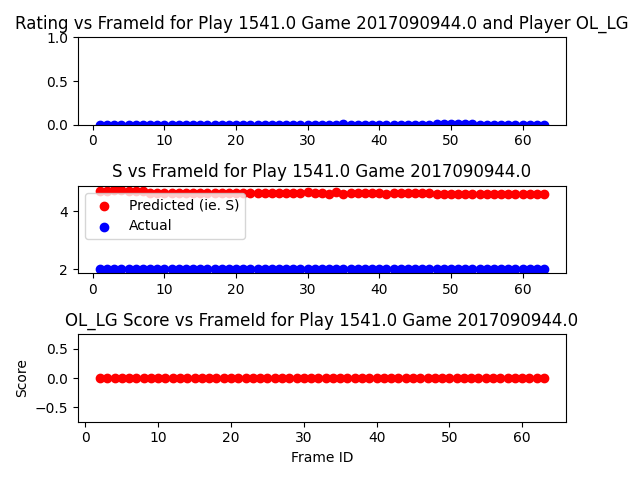 Rating vs FrameId for Play 1541.0 Game 2017090944.0 and Player OL_LG
1.0
0.5
0.0
0 10 20 30 40 50 60
S vs FrameId for Play 1541.0 Game 2017090944.0
4
2
Predicted (ie. S)
Actual
0 10 20 30 40 50 60
OL_LG Score vs FrameId for Play 1541.0 Game 2017090944.0
Score
0.5
0.0
−0.5
0 10 20 30 40 50 60
Frame ID